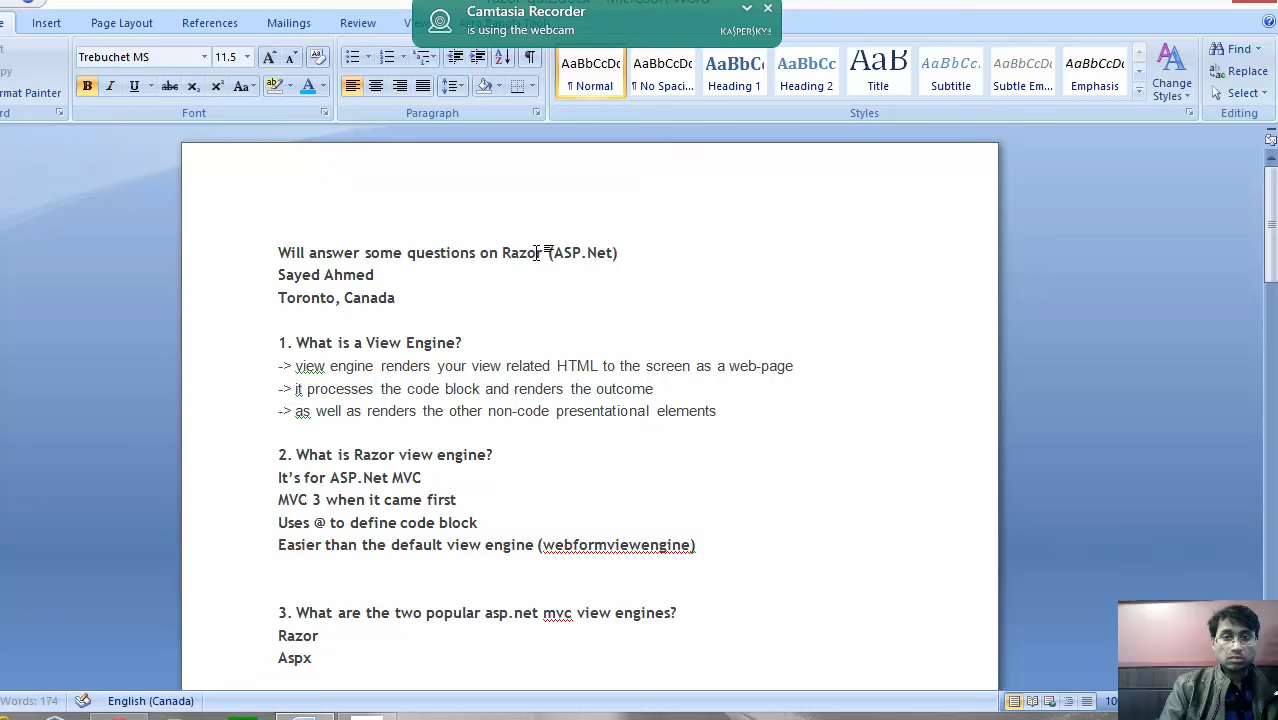 Camtasia Recorder
is using the webcam
KASPERSKY
Insert Page Layout References Mailings Review
Trebuchet MS 11.5
Format Painter
Font
Paragraph
AaBbCcDc AaBbCcDc AaBbC AaBbCc AaB AaBbCc. AaBbCcDc AaBbCcDc
¶ Normal ¶ No Spaci... Heading 1 Heading 2 Title Subtitle Subtle Em... Emphasis
Change
Styles
Styles
Find
Replace
Select
Editing
Will answer some questions on Razor (ASP.Net)
Sayed Ahmed
Toronto, Canada
1. What is a View Engine?
-> view engine renders your view related HTML to the screen as a web-page
-> it processes the code block and renders the outcome
-> as well as renders the other non-code presentational elements
2. What is Razor view engine?
It's for ASP.Net MVC
MVC 3 when it came first
Uses @ to define code block
Easier than the default view engine (webformviewengine)
3. What are the two popular asp.net mvc view engines?
Razor
Aspx
Words: 174 English (Canada)